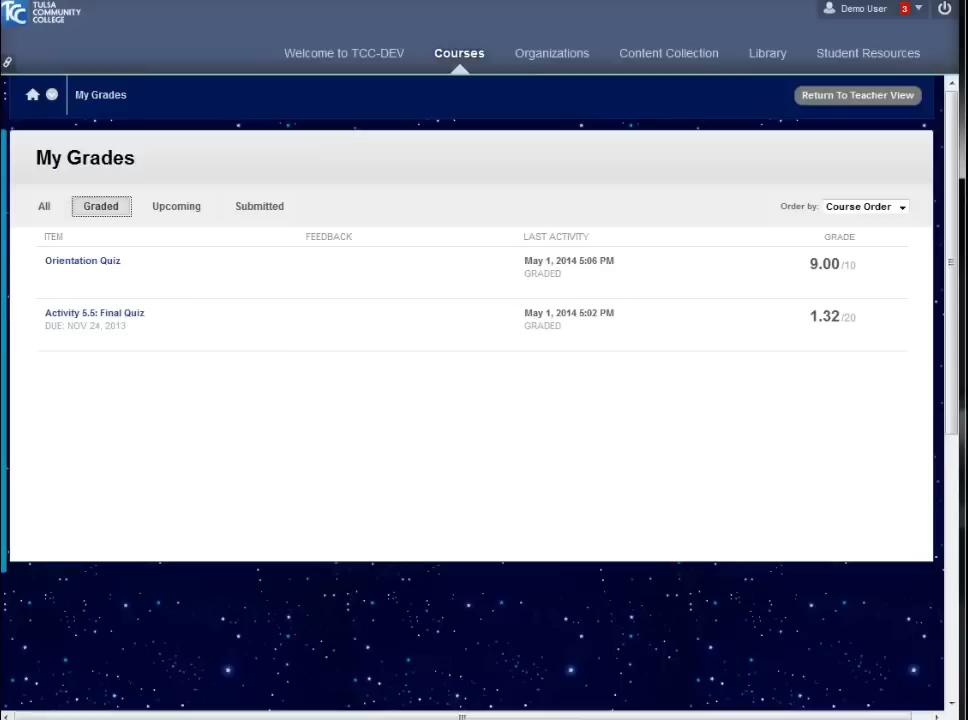 TCC TULSA
COMMUNITY
COLLEGE
Demo User 3
Welcome to TCC-DEV Courses Organizations Content Collection Library Student Resources
My Grades Return To Teacher View
My Grades
All Graded Upcoming Submitted Order by: Course Order
ITEM FEEDBACK LAST ACTIVITY GRADE
Orientation Quiz May 1, 2014 5:06 PM 9.00 /10
GRADED
Activity 5.5: Final Quiz May 1, 2014 5:02 PM 1.32 /20
DUE: NOV 24, 2013 GRADED